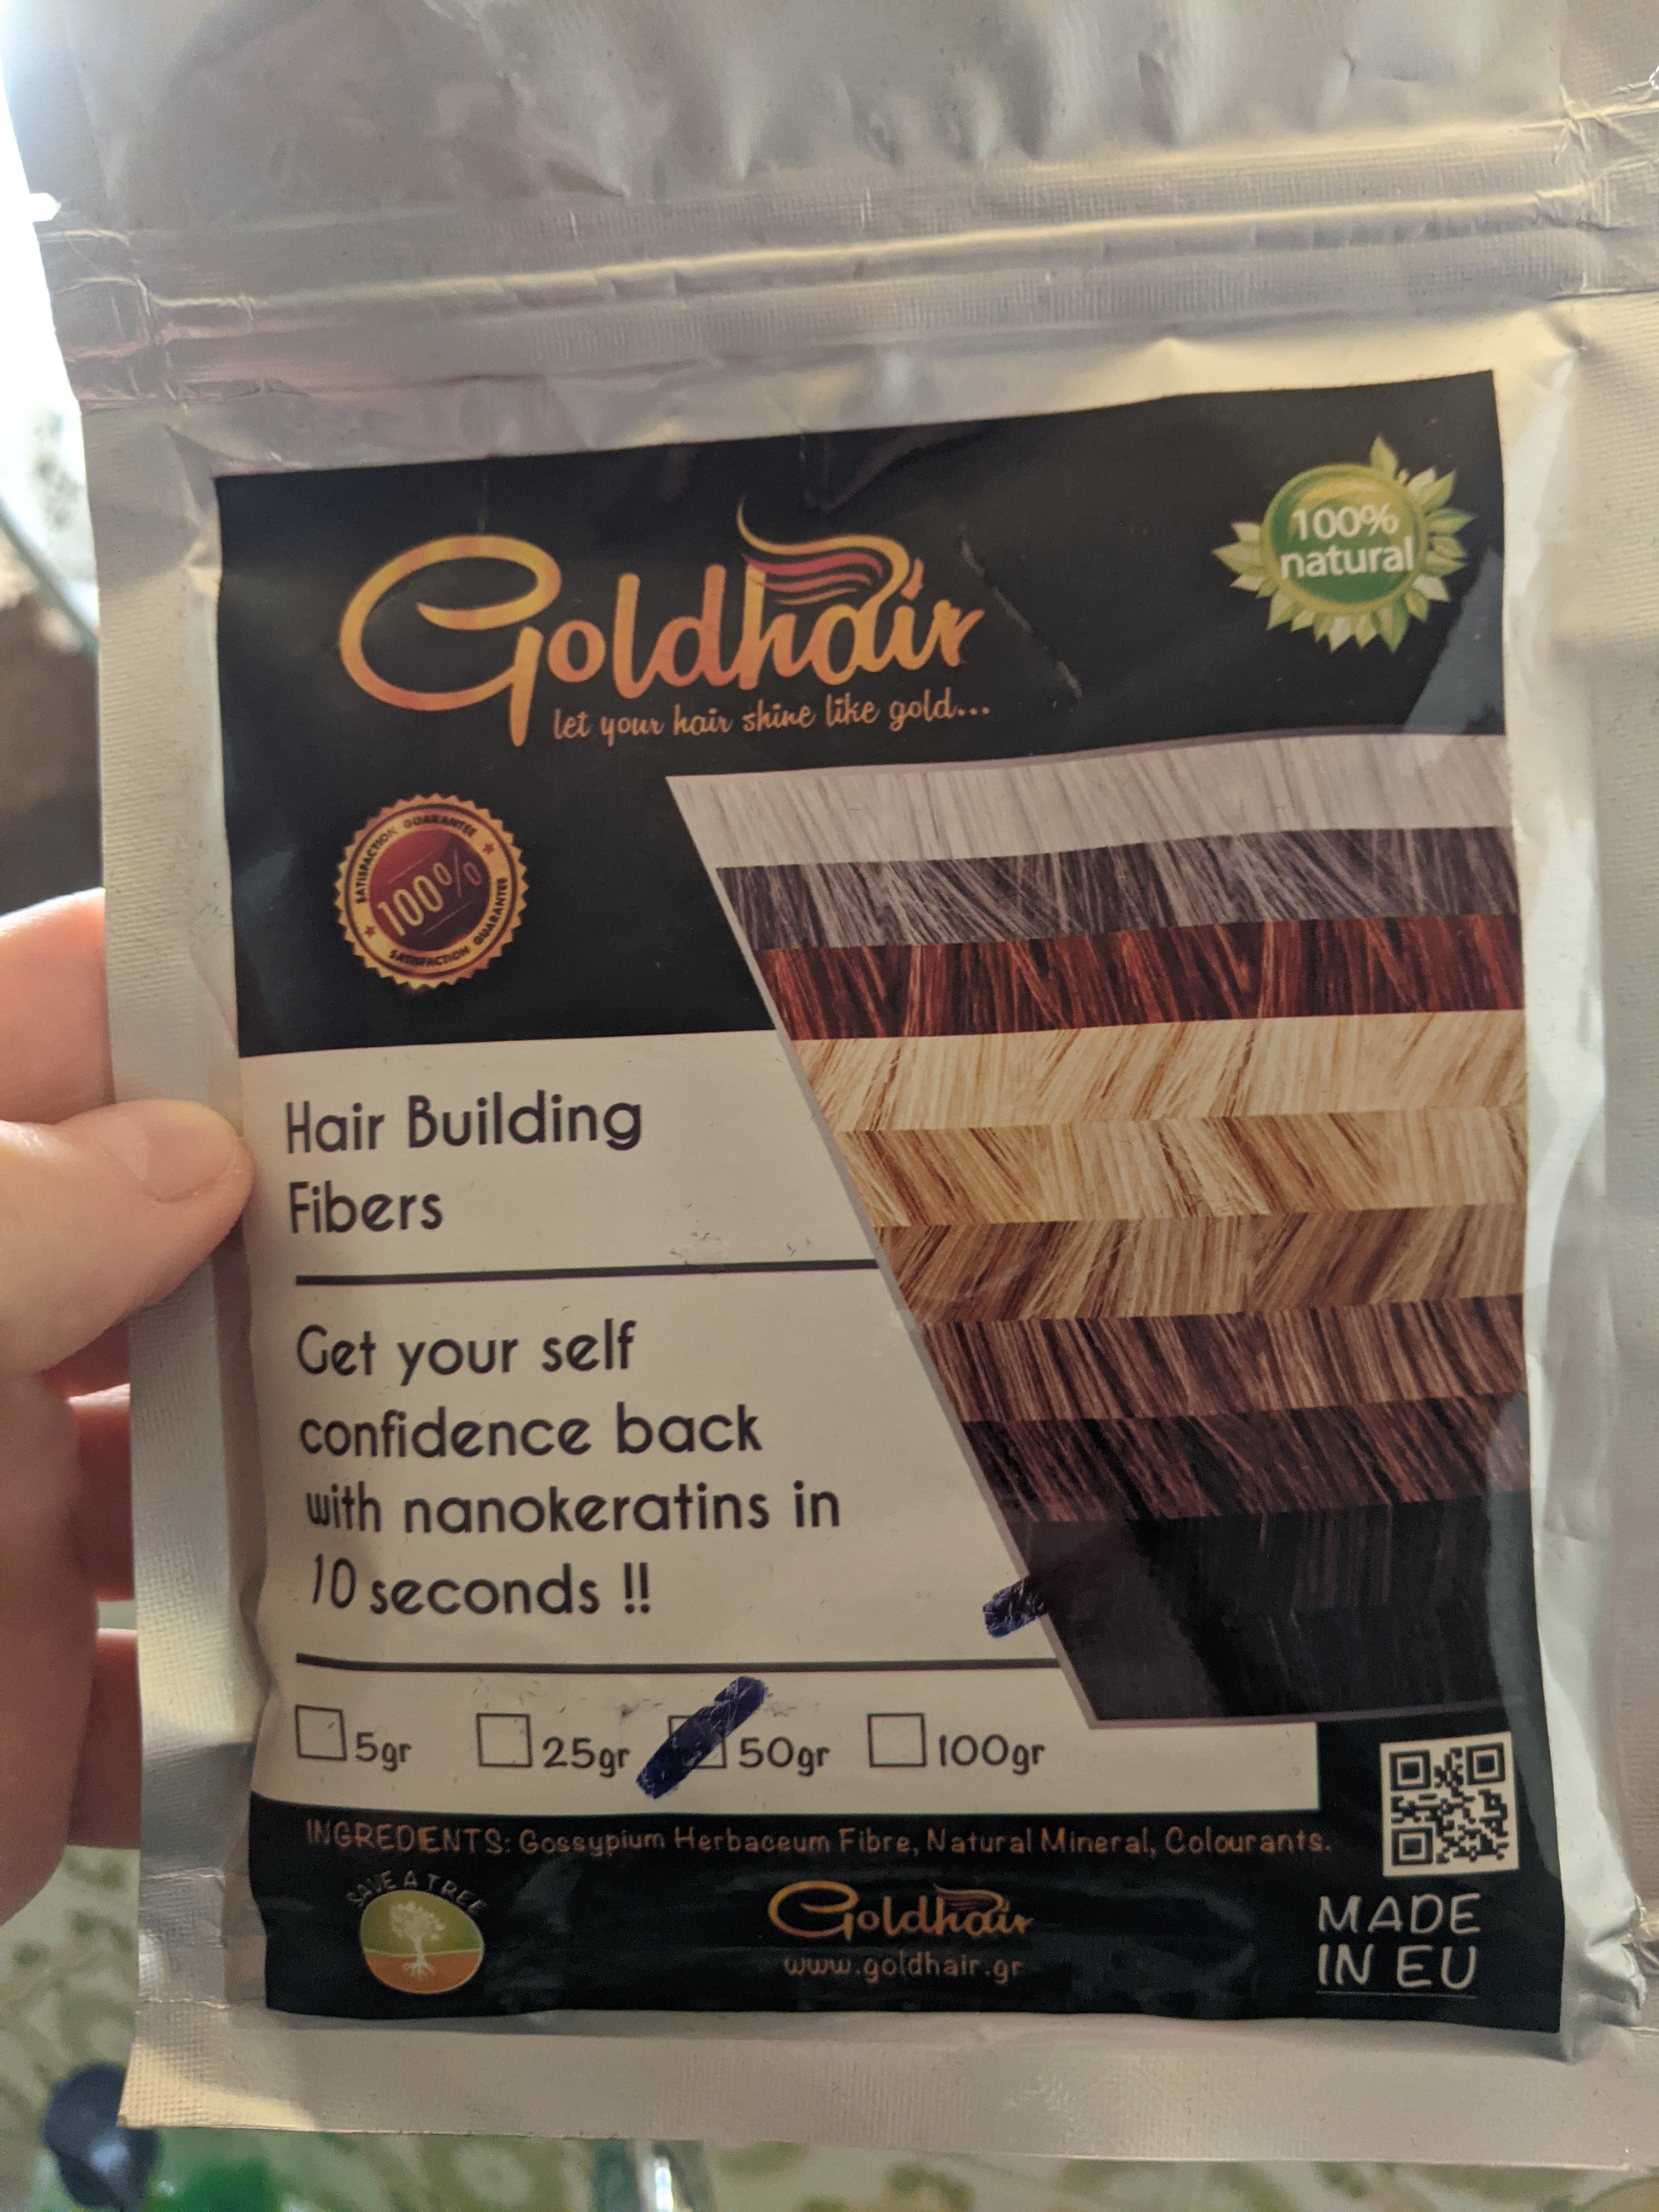 Goldhair
let your hair shine like gold...
100%
natural
SATISFACTION GUARANTEE
100%
SATISFACTION GUARANTEE
Hair Building
Fibers
Get your self
confidence back
with nanokeratins in
10 seconds !!
5gr 25gr 50gr 100gr
INGREDIENTS: Gossypium Herbaceum Fibre, Natural Mineral, Colourants.
SAVE A TREE
Goldhair
www.goldhair.gr
MADE
IN EU